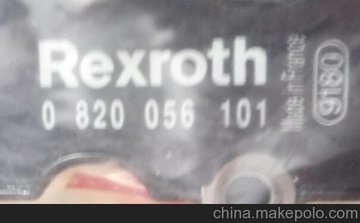 Rexroth
0 820 056 101
Made in France
9180
china.makepolo.com